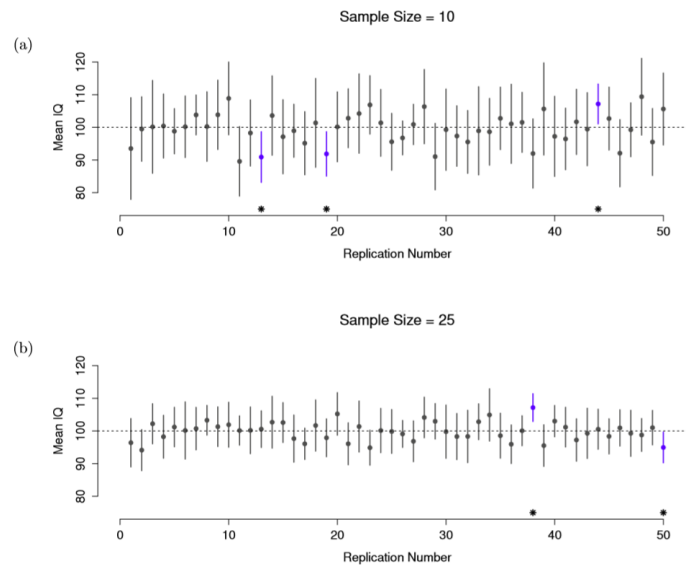 Sample Size = 10
(a)
Mean IQ
120
110
100
90
80
* * *
0 10 20 30 40 50
Replication Number
Sample Size = 25
(b)
Mean IQ
120
110
100
90
80
* *
0 10 20 30 40 50
Replication Number